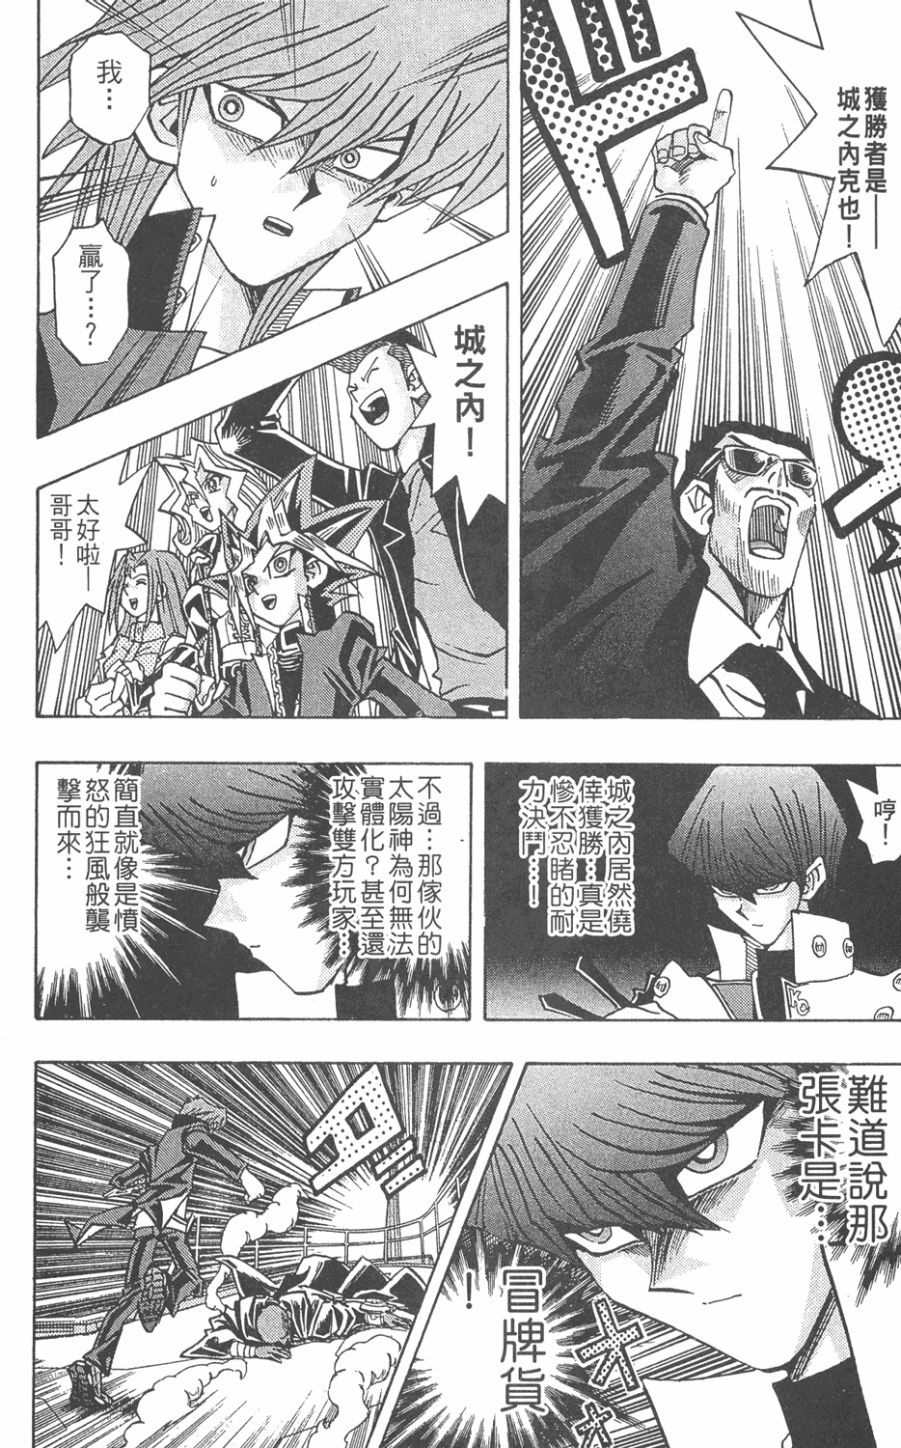 獲勝者是——
城之內克也！
我…
贏了…?
城之內！
太好啦—
哥哥！
哼！
城之內居然僥
倖獲勝…真是
慘不忍睹的耐
力決鬥…！
不過…那傢伙的
太陽神為何無法
實體化？甚至還
攻擊雙方玩家…
簡直就像是憤
怒的狂風般襲
擊而來…
難道說那
張卡是…
冒牌貨
！